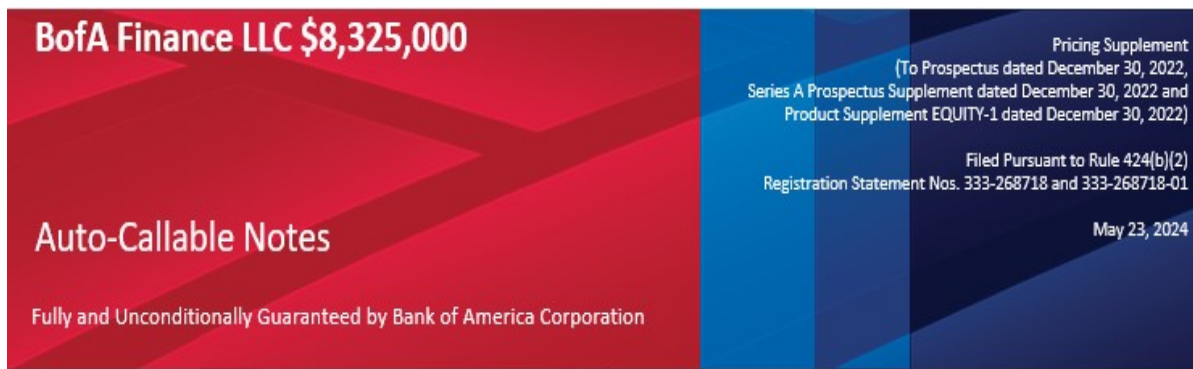 BofA Finance LLC $8,325,000
Pricing Supplement
(To Prospectus dated December 30, 2022,
Series A Prospectus Supplement dated December 30, 2022 and
Product Supplement EQUITY-1 dated December 30, 2022)
Filed Pursuant to Rule 424(b)(2)
Registration Statement Nos. 333-268718 and 333-268718-01
Auto-Callable Notes
May 23, 2024
Fully and Unconditionally Guaranteed by Bank of America Corporation